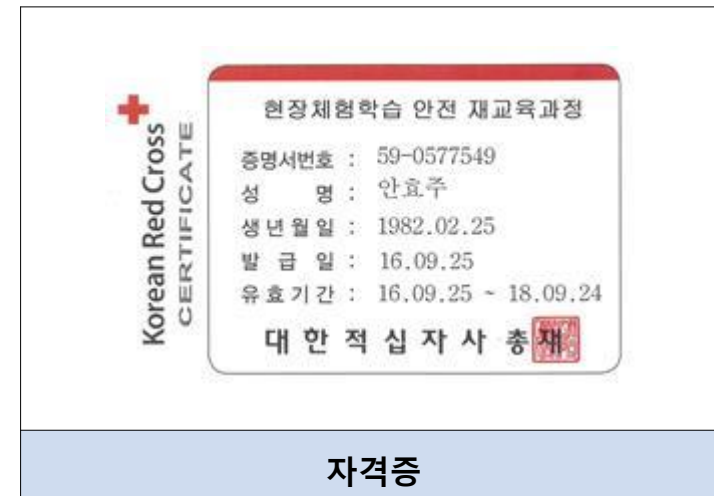 Korean Red Cross
CERTIFICATE
현장체험학습 안전 재교육과정
증명서번호 : 59-0577549
성 명 : 안효주
생년월일 : 1982.02.25
발 급 일 : 16.09.25
유효기간 : 16.09.25 ~ 18.09.24
대한적십자사총재
자격증